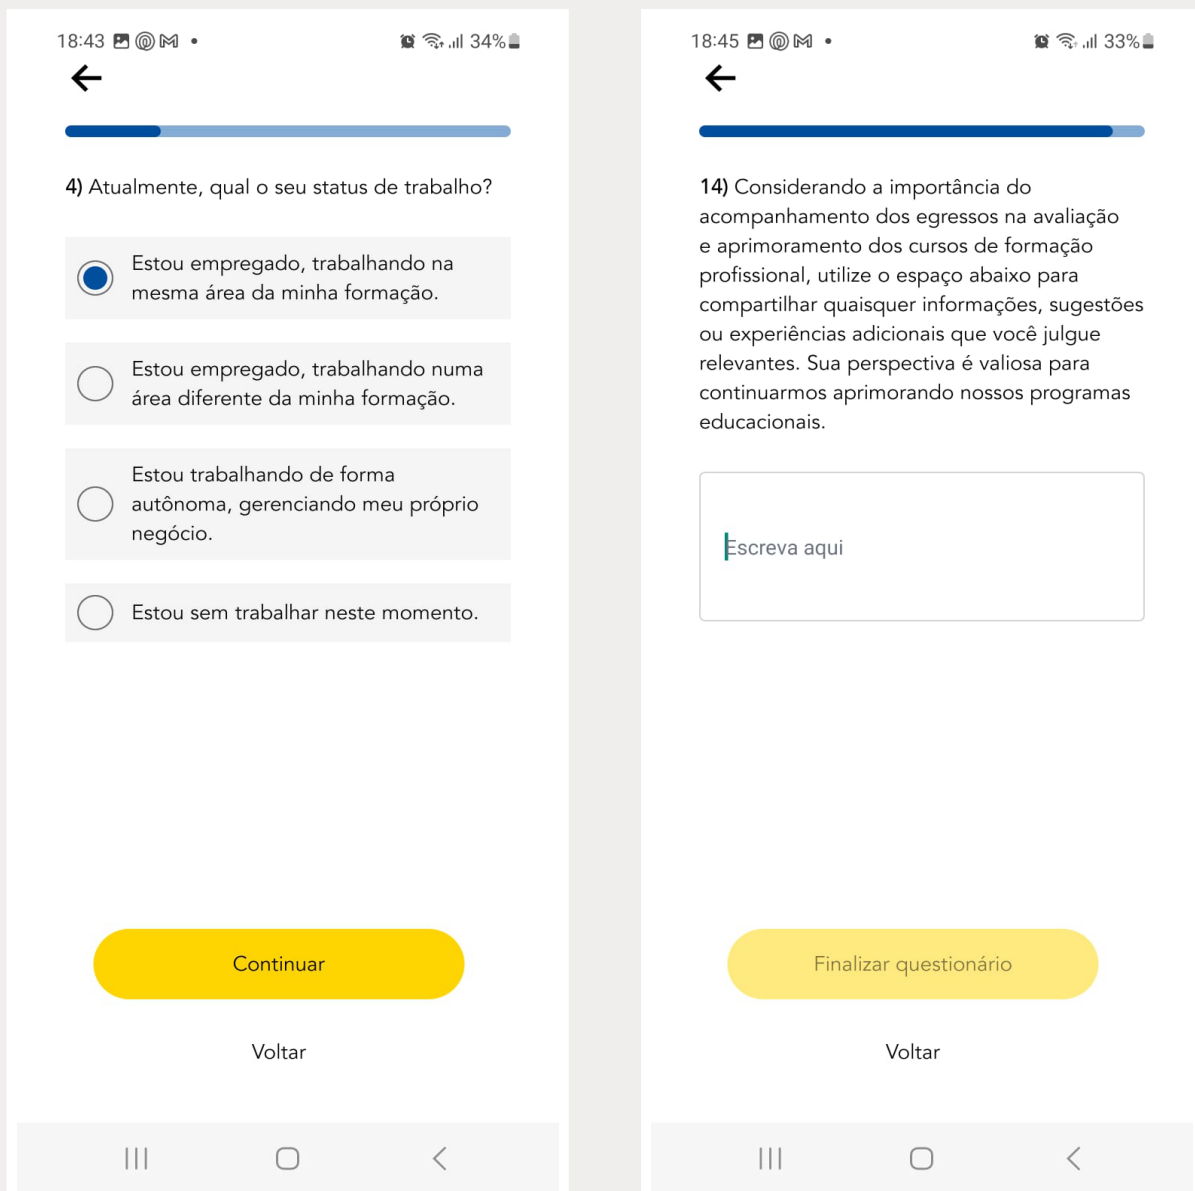 18:43
34%
4) Atualmente, qual o seu status de trabalho?
Estou empregado, trabalhando na
mesma área da minha formação.
Estou empregado, trabalhando numa
área diferente da minha formação.
Estou trabalhando de forma
autônoma, gerenciando meu próprio
negócio.
Estou sem trabalhar neste momento.
Continuar
Voltar
18:45
33%
14) Considerando a importância do
acompanhamento dos egressos na avaliação
e aprimoramento dos cursos de formação
profissional, utilize o espaço abaixo para
compartilhar quaisquer informações, sugestões
ou experiências adicionais que você julgue
relevantes. Sua perspectiva é valiosa para
continuarmos aprimorando nossos programas
educacionais.
Escreva aqui
Finalizar questionário
Voltar